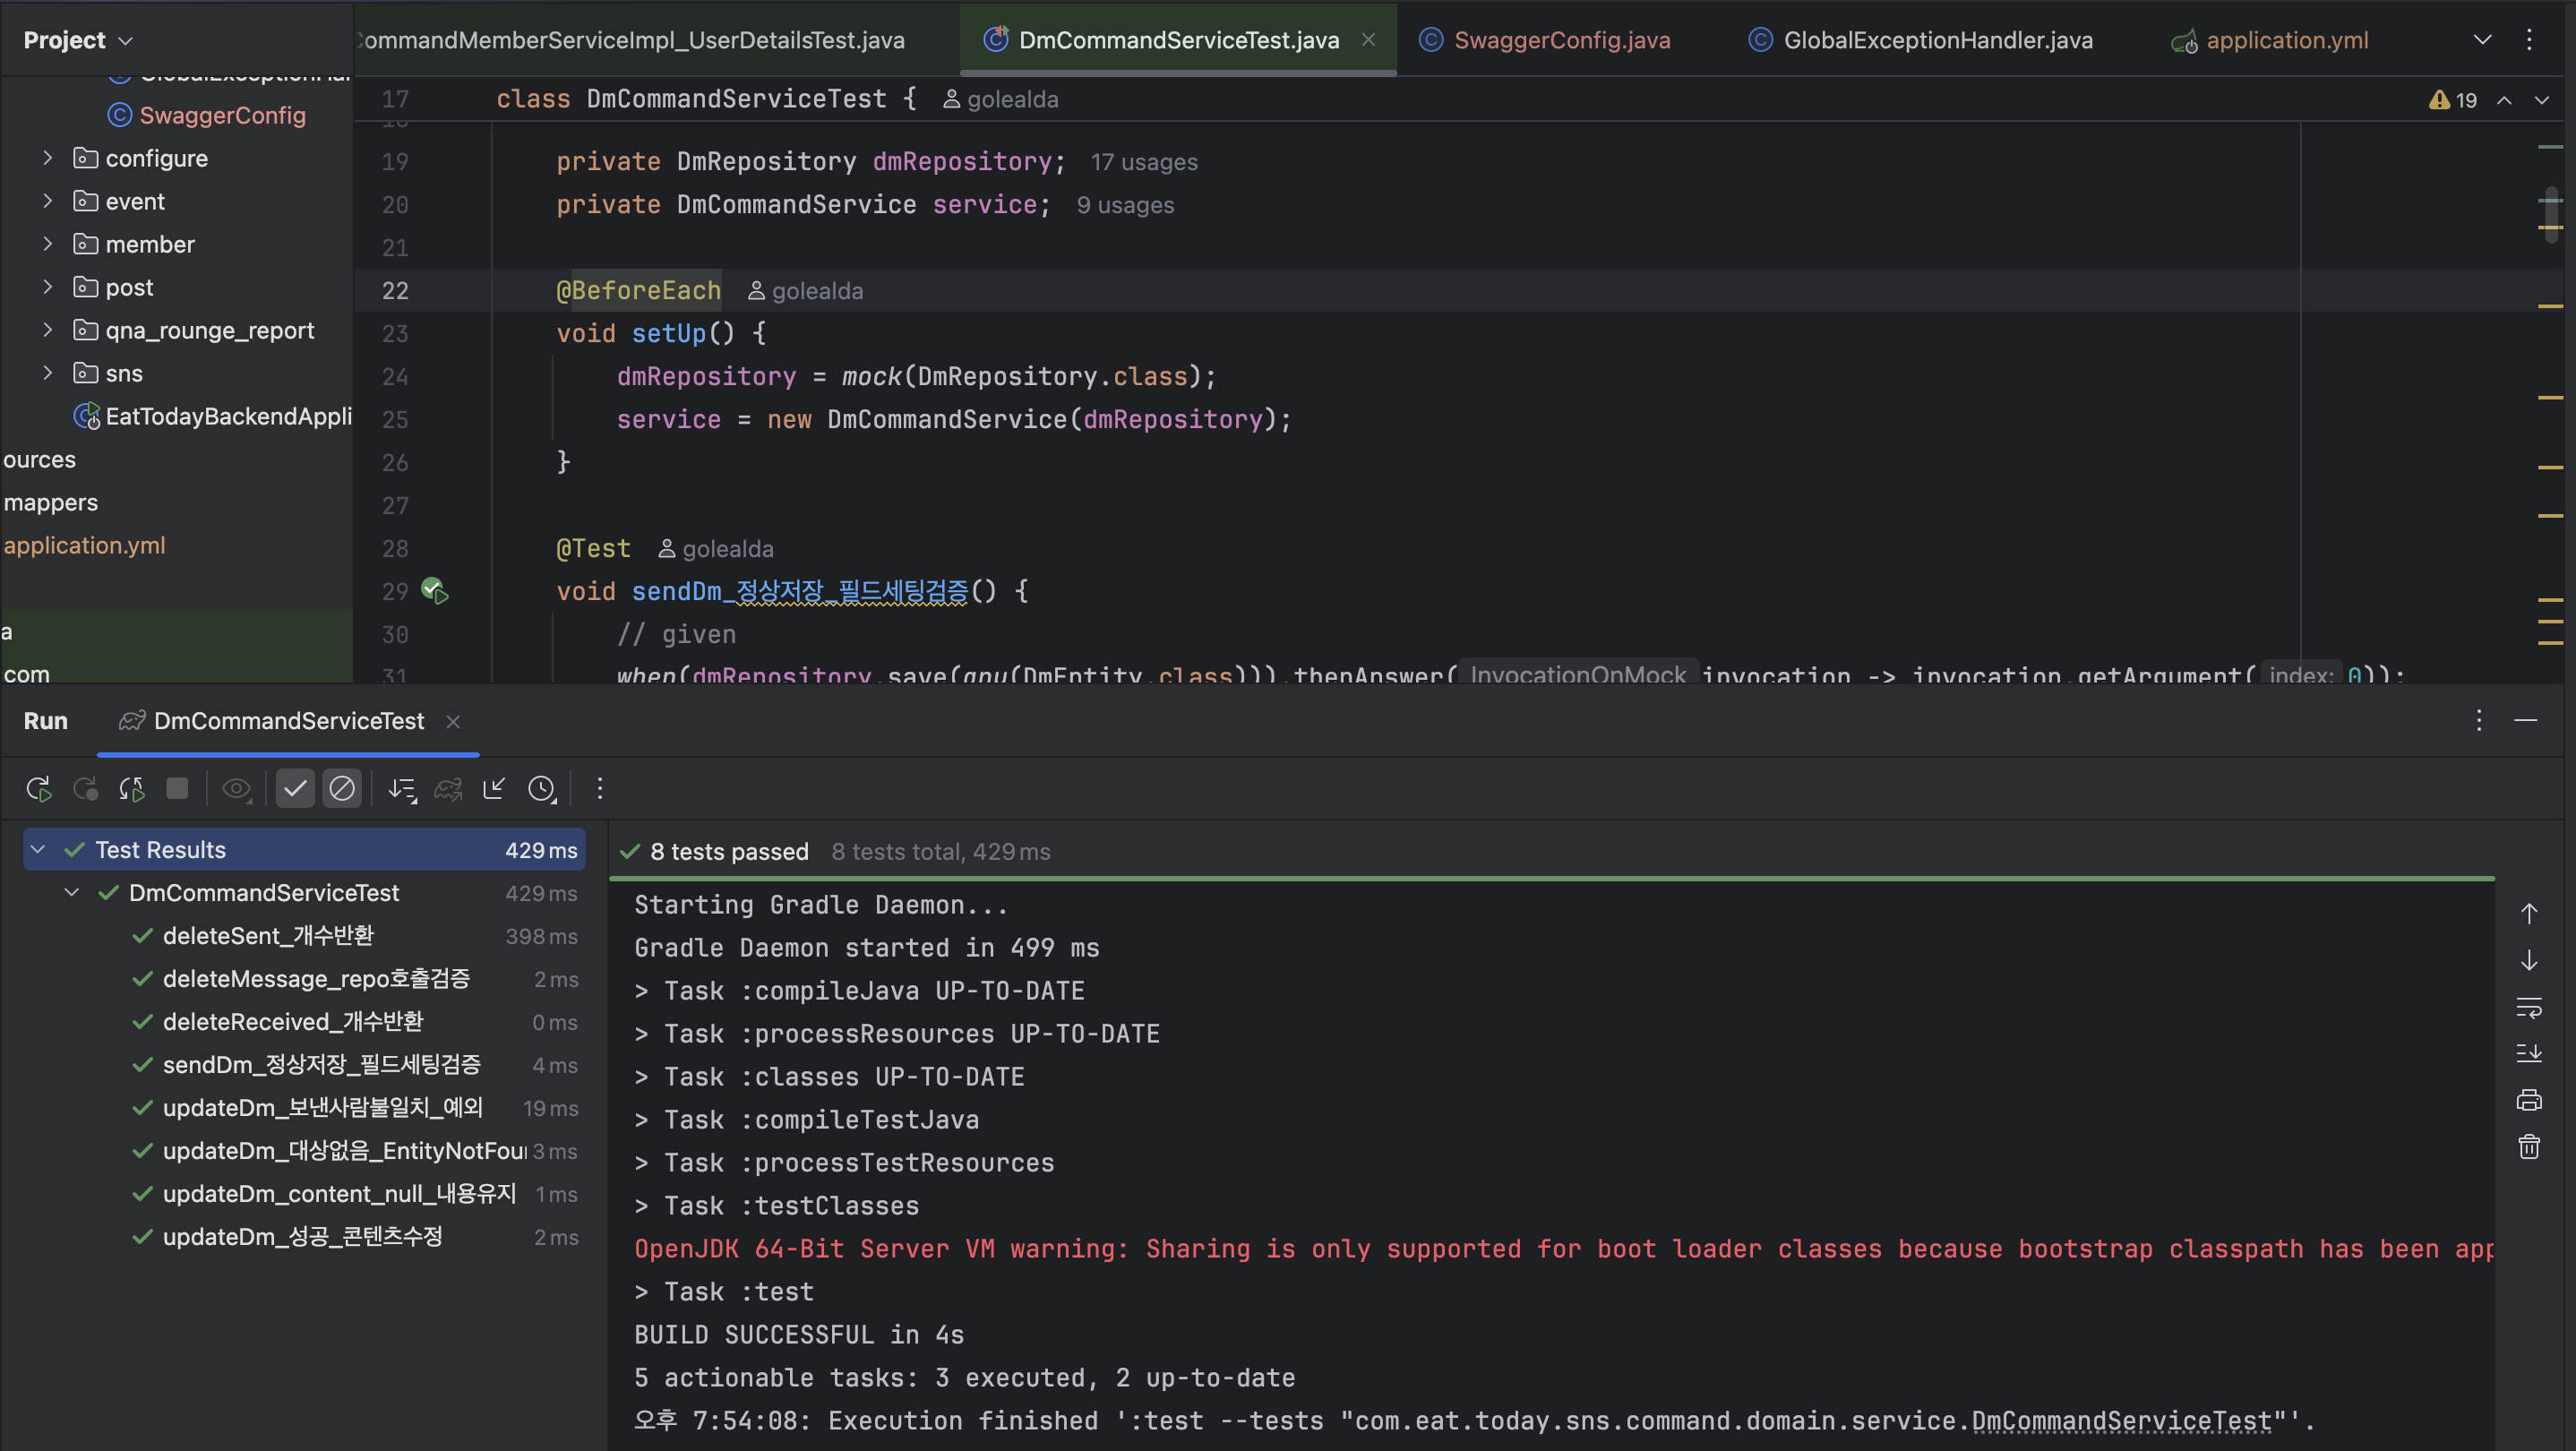 Project
ommandMemberServiceImpl_UserDetailsTest.java
DmCommandServiceTest.java
SwaggerConfig.java
GlobalExceptionHandler.java
application.yml
SwaggerConfig
configure
event
member
post
qna_rounge_report
sns
EatTodayBackendAppli
ources
mappers
application.yml
a
com
17 class DmCommandServiceTest { golealda
19
19 private DmRepository dmRepository; 17 usages
20 private DmCommandService service; 9 usages
21
22 @BeforeEach golealda
23 void setUp() {
24 dmRepository = mock(DmRepository.class);
25 service = new DmCommandService(dmRepository);
26 }
27
28 @Test golealda
29 void sendDm_정상저장_필드세팅검증() {
30 // given
31 when(dmRepository.save(any(DmEntity.class))).thenAnswer( InvocationOnMock invocation -> invocation.getArgument( index: 0));
Run DmCommandServiceTest
Test Results 429 ms
DmCommandServiceTest 429 ms
deleteSent_개수반환 398 ms
deleteMessage_repo호출검증 2 ms
deleteReceived_개수반환 0 ms
sendDm_정상저장_필드세팅검증 4 ms
updateDm_보낸사람불일치_예외 19 ms
updateDm_대상없음_EntityNotFou 3 ms
updateDm_content_null_내용유지 1 ms
updateDm_성공_콘텐츠수정 2 ms
8 tests passed 8 tests total, 429 ms
Starting Gradle Daemon...
Gradle Daemon started in 499 ms
> Task :compileJava UP-TO-DATE
> Task :processResources UP-TO-DATE
> Task :classes UP-TO-DATE
> Task :compileTestJava
> Task :processTestResources
> Task :testClasses
OpenJDK 64-Bit Server VM warning: Sharing is only supported for boot loader classes because bootstrap classpath has been app
> Task :test
BUILD SUCCESSFUL in 4s
5 actionable tasks: 3 executed, 2 up-to-date
오후 7:54:08: Execution finished ':test --tests "com.eat.today.sns.command.domain.service.DmCommandServiceTest"'.